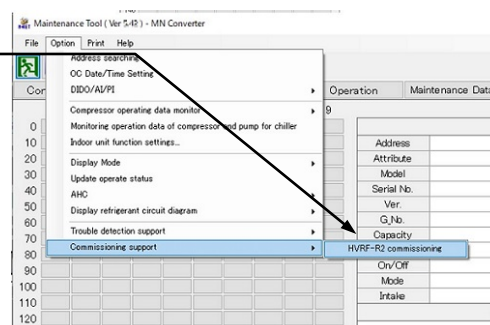 Maintenance Tool ( Ver 5.42 ) - MN Converter
File Option Print Help
Address searching
OC Date/Time Setting
DIDO/AI/PI
Operation
Maintenance Data
Compressor operating data monitor
9
Monitoring operation data of compressor and pump for chiller
Indoor unit function settings...
Display Mode
Update operate status
AHC
Display refrigerant circuit diagram
Trouble detection support
Commissioning support
HVRF-R2 commissioning
0
10
20
30
40
50
60
70
80
90
100
110
120
Address
Attribute
Model
Serial No.
Ver.
G_No.
Capacity
On/Off
Mode
Intake